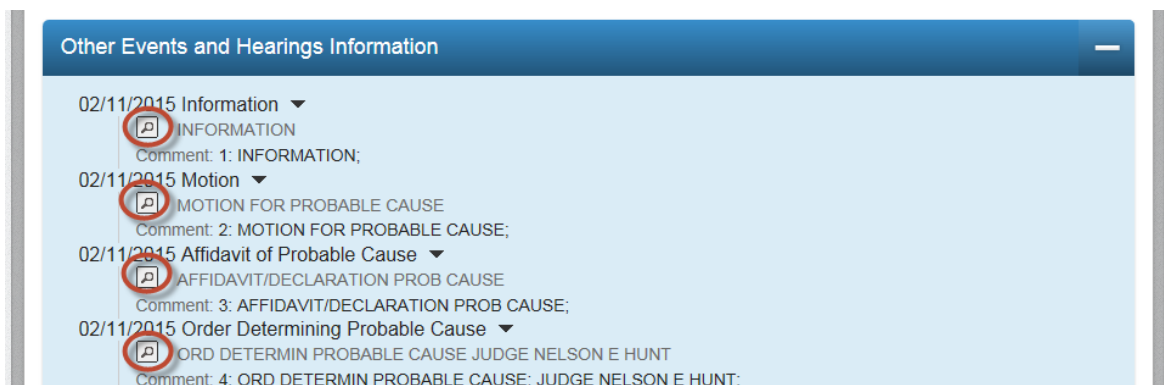 Other Events and Hearings Information
02/11/2015 Information
INFORMATION
Comment: 1: INFORMATION;
02/11/2015 Motion
MOTION FOR PROBABLE CAUSE
Comment: 2: MOTION FOR PROBABLE CAUSE;
02/11/2015 Affidavit of Probable Cause
AFFIDAVIT/DECLARATION PROB CAUSE
Comment: 3: AFFIDAVIT/DECLARATION PROB CAUSE;
02/11/2015 Order Determining Probable Cause
ORD DETERMIN PROBABLE CAUSE JUDGE NELSON E HUNT
Comment: 4: ORD DETERMIN PROBABLE CAUSE; JUDGE NELSON E HUNT;